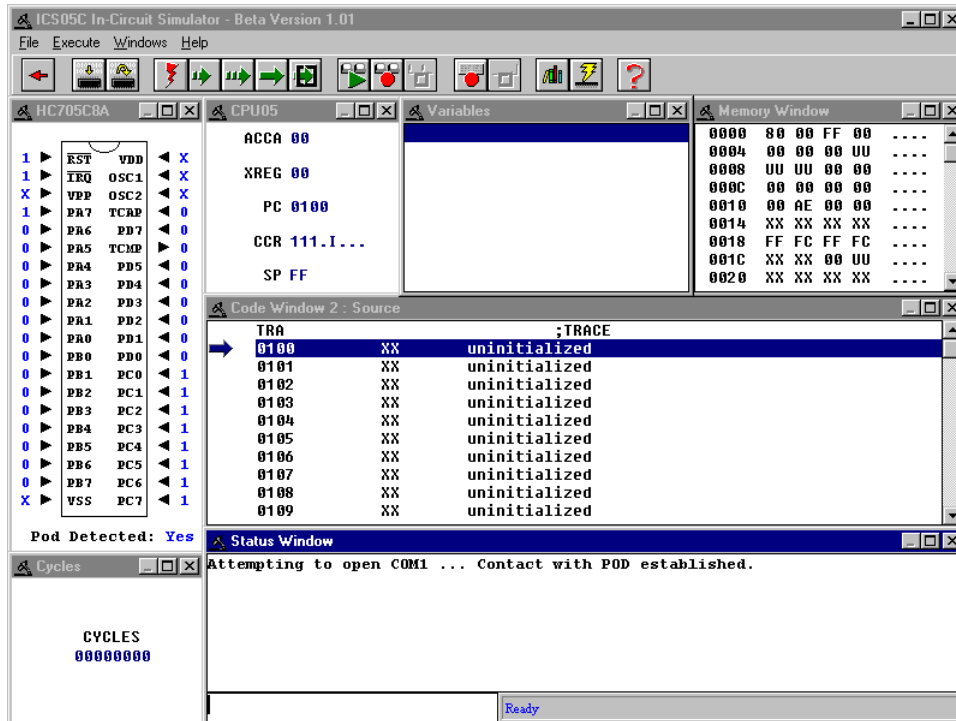 ICS05C In-Circuit Simulator - Beta Version 1.01
File Execute Windows Help
HC705C8A
1 RST VDD X
1 IRQ OSC1 X
X VPP OSC2 X
1 PA7 TCAP 0
0 PA6 PD7 0
0 PA5 TCMP 0
0 PA4 PD5 0
0 PA3 PD4 0
0 PA2 PD3 0
0 PA1 PD2 0
0 PA0 PD1 0
0 PB0 PD0 0
0 PB1 PC0 1
0 PB2 PC1 1
0 PB3 PC2 1
0 PB4 PC3 1
0 PB5 PC4 1
0 PB6 PC5 1
0 PB7 PC6 1
X VSS PC7 1
Pod Detected: Yes
CPU05
ACCA 00
XREG 00
PC 0100
CCR 111.I...
SP FF
Variables
Memory Window
0000 80 00 FF 00 ....
0004 00 00 00 UU ....
0008 UU UU 00 00 ....
000C 00 00 00 00 ....
0010 00 AE 00 00 ....
0014 XX XX XX XX ....
0018 FF FC FF FC ....
001C XX XX 00 UU ....
0020 XX XX XX XX ....
Code Window 2 : Source
TRA ;TRACE
0100 XX uninitialized
0101 XX uninitialized
0102 XX uninitialized
0103 XX uninitialized
0104 XX uninitialized
0105 XX uninitialized
0106 XX uninitialized
0107 XX uninitialized
0108 XX uninitialized
0109 XX uninitialized
Cycles
CYCLES
00000000
Status Window
Attempting to open COM1 ... Contact with POD established.
Ready